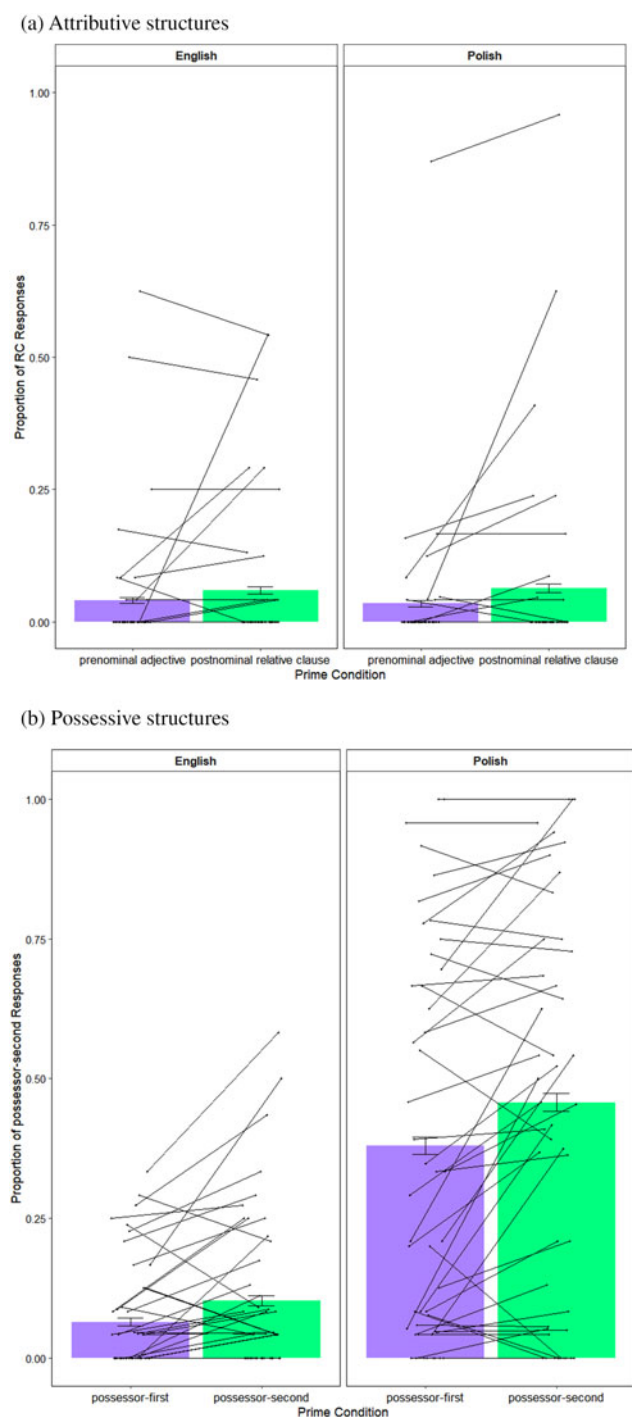 (a) Attributive structures
English Polish
1.00
0.75
0.50
0.25
0.00
Proportion of RC Responses
prenominal adjective postnominal relative clause prenominal adjective postnominal relative clause
Prime Condition
(b) Possessive structures
English Polish
1.00
0.75
0.50
0.25
0.00
Proportion of possessor-second Responses
possessor-first possessor-second possessor-first possessor-second
Prime Condition